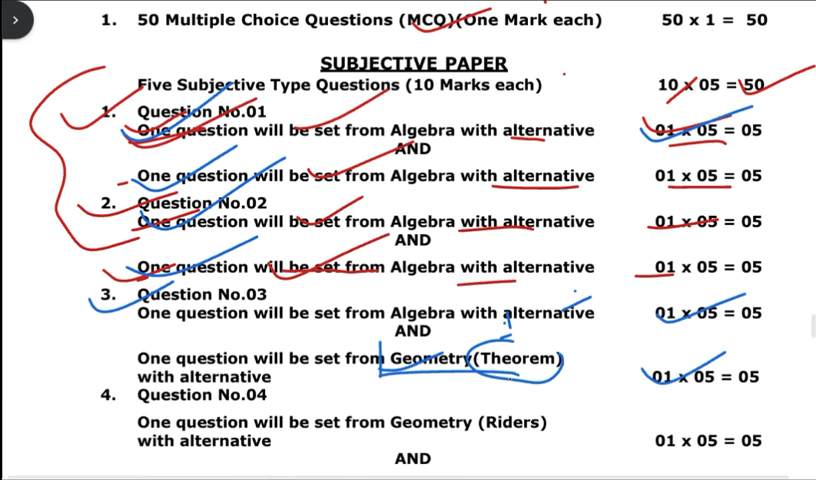 1. 50 Multiple Choice Questions (MCQ)(One Mark each) 50 x 1 = 50
SUBJECTIVE PAPER
Five Subjective Type Questions (10 Marks each) 10 x 05 = 50
1. Question No.01
One question will be set from Algebra with alternative 01 x 05 = 05
AND
One question will be set from Algebra with alternative 01 x 05 = 05
2. Question No.02
One question will be set from Algebra with alternative 01 x 05 = 05
AND
One question will be set from Algebra with alternative 01 x 05 = 05
3. Question No.03
One question will be set from Algebra with alternative 01 x 05 = 05
AND
One question will be set from Geometry(Theorem)
with alternative 01 x 05 = 05
4. Question No.04
One question will be set from Geometry (Riders)
with alternative 01 x 05 = 05
AND